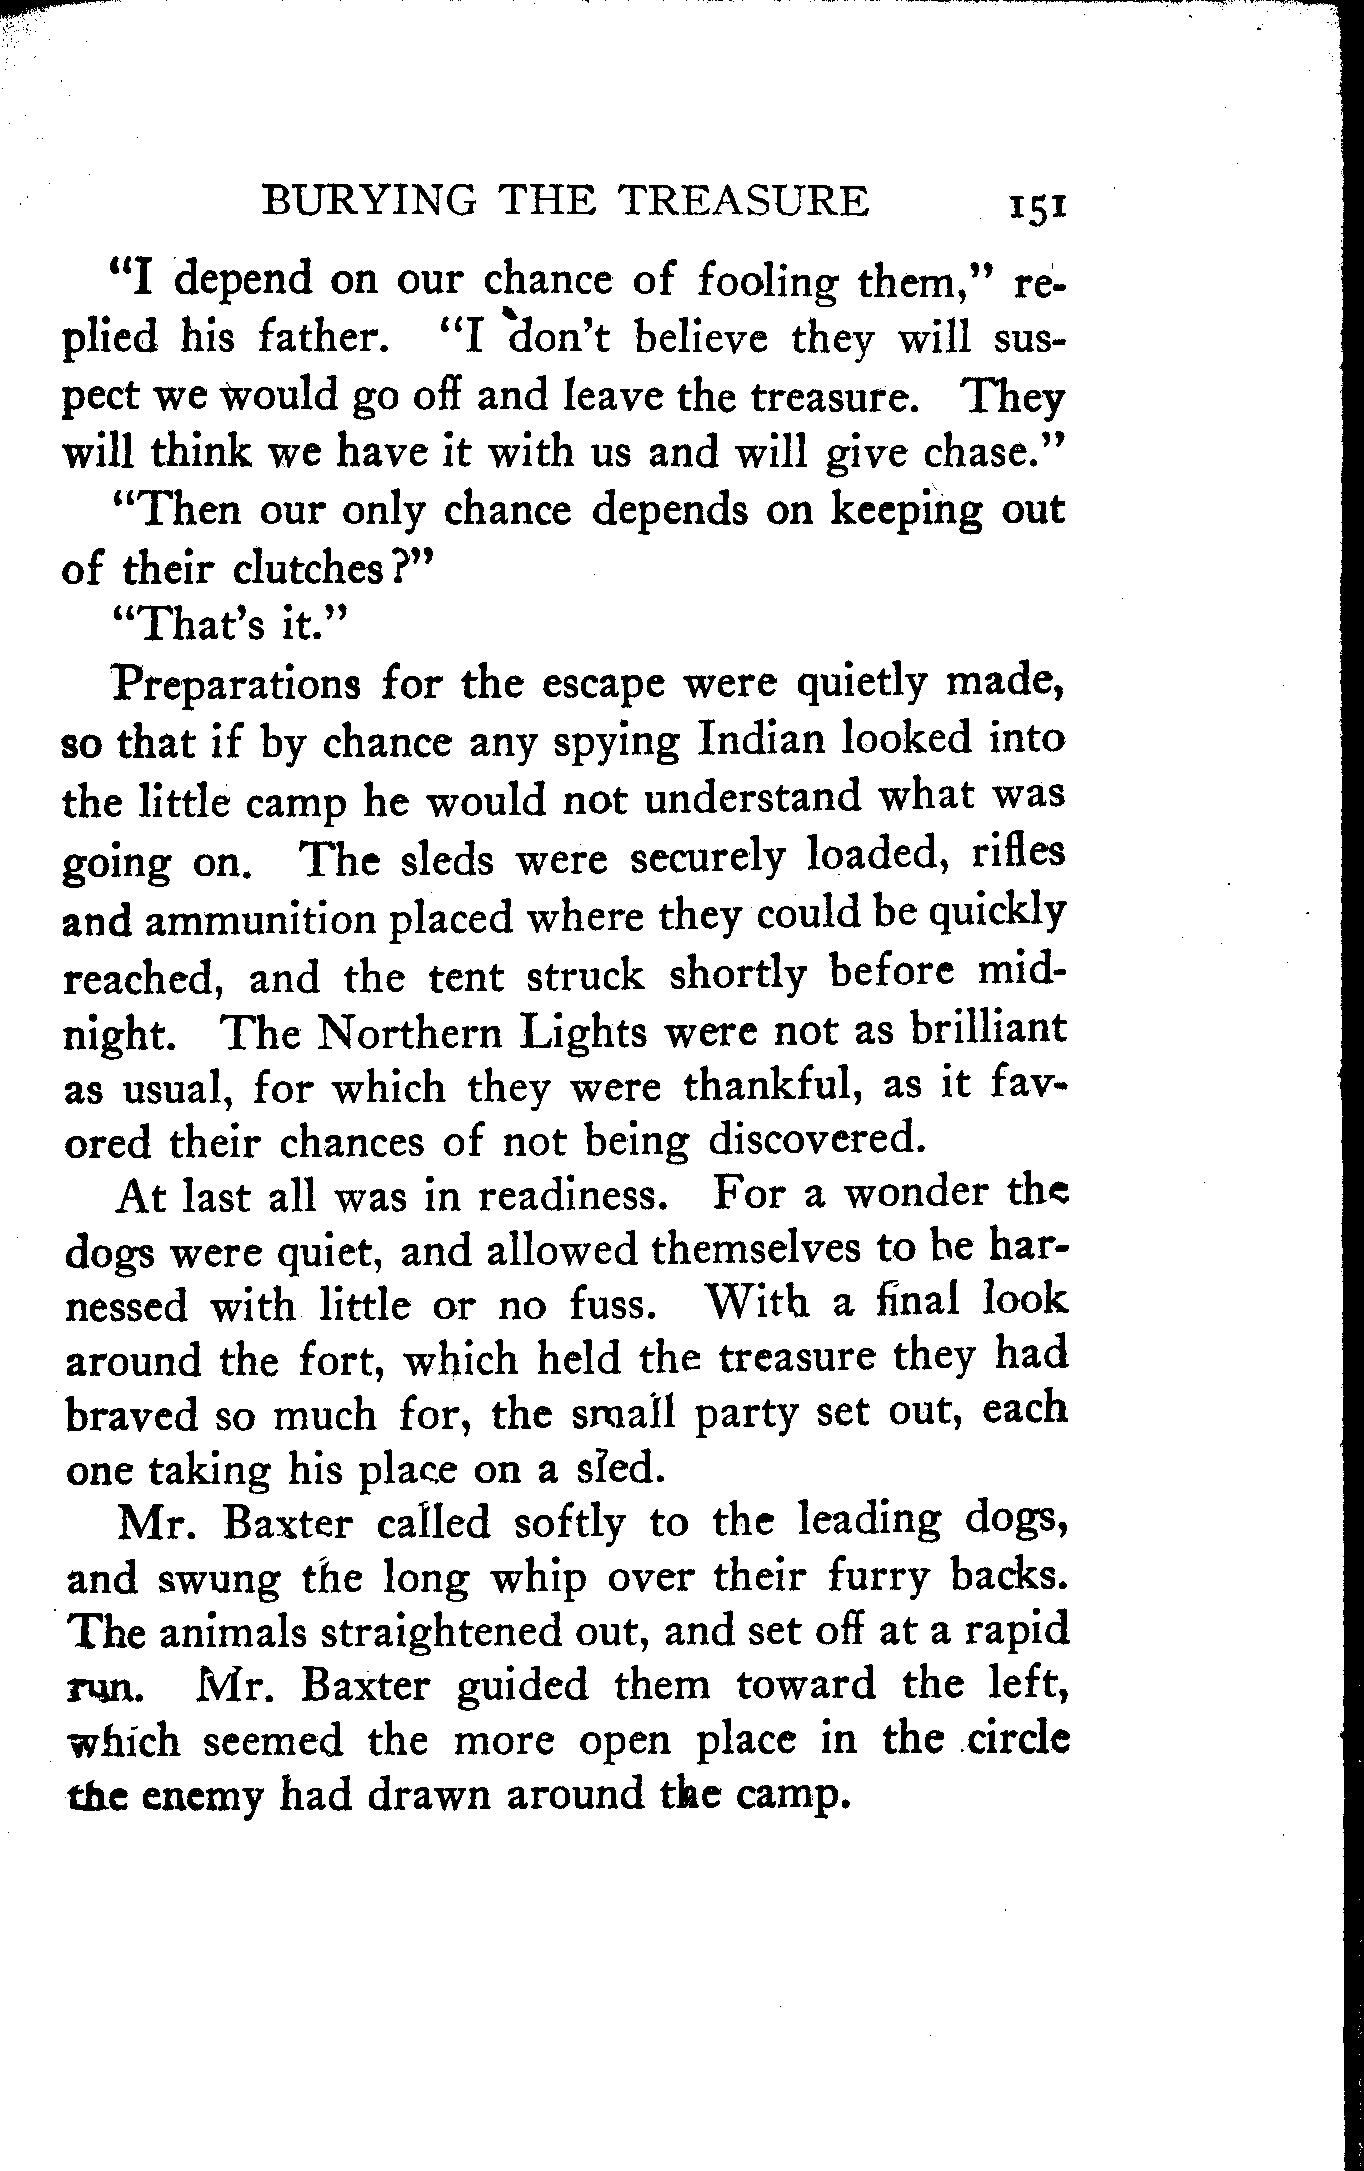 BURYING THE TREASURE 151
"I depend on our chance of fooling them," re-
plied his father. "I don't believe they will sus-
pect we would go off and leave the treasure. They
will think we have it with us and will give chase."
"Then our only chance depends on keeping out
of their clutches?"
"That's it."
Preparations for the escape were quietly made,
so that if by chance any spying Indian looked into
the little camp he would not understand what was
going on. The sleds were securely loaded, rifles
and ammunition placed where they could be quickly
reached, and the tent struck shortly before mid-
night. The Northern Lights were not as brilliant
as usual, for which they were thankful, as it fav-
ored their chances of not being discovered.
At last all was in readiness. For a wonder the
dogs were quiet, and allowed themselves to be har-
nessed with little or no fuss. With a final look
around the fort, which held the treasure they had
braved so much for, the small party set out, each
one taking his place on a sled.
Mr. Baxter called softly to the leading dogs,
and swung the long whip over their furry backs.
The animals straightened out, and set off at a rapid
run. Mr. Baxter guided them toward the left,
which seemed the more open place in the circle
the enemy had drawn around the camp.